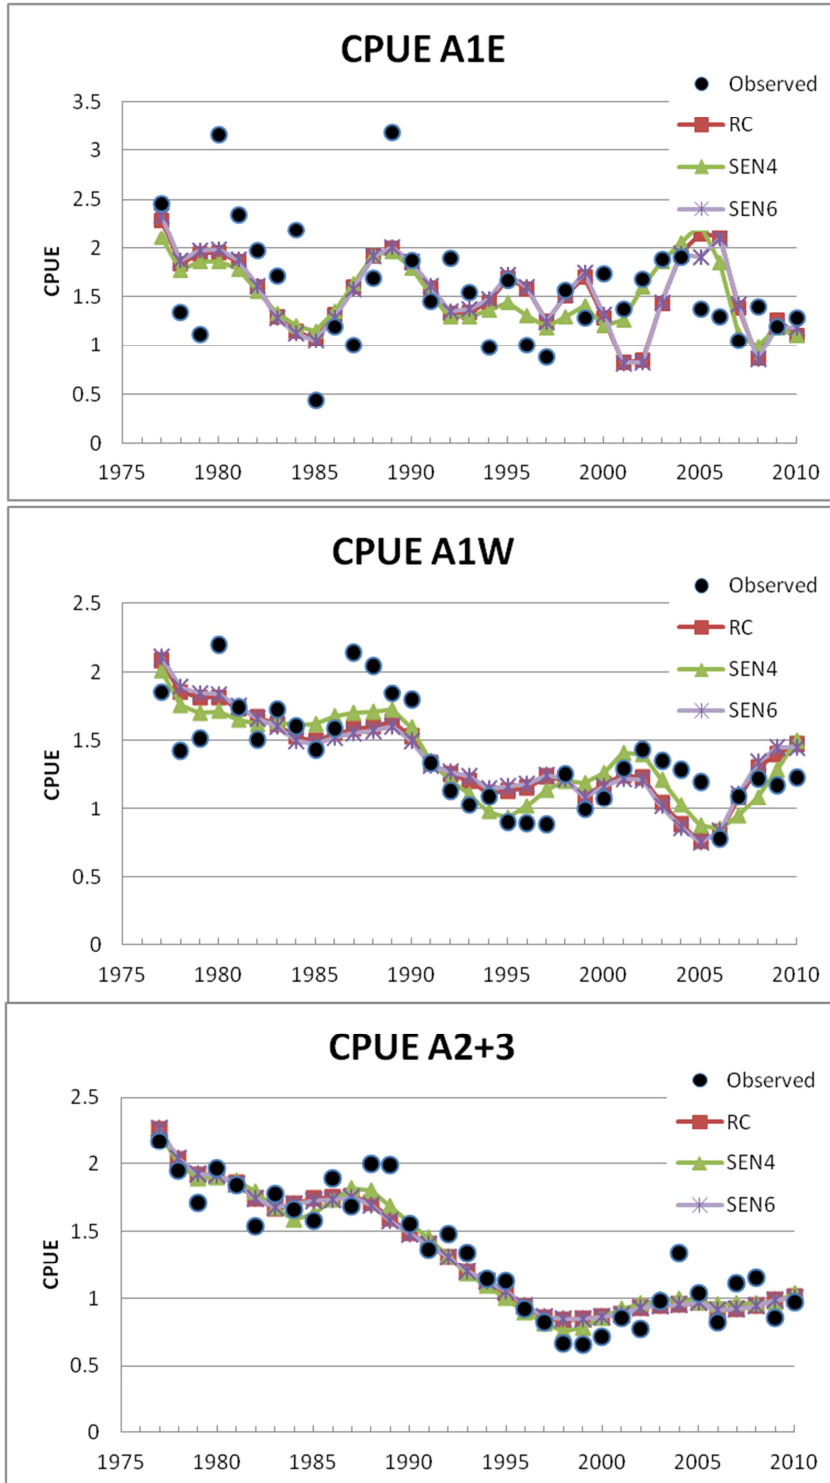 CPUE A1E
Observed
RC
SEN4
SEN6
3.5
3
2.5
2
1.5
1
0.5
0
CPUE
1975 1980 1985 1990 1995 2000 2005 2010
CPUE A1W
Observed
RC
SEN4
SEN6
2.5
2
1.5
1
0.5
0
CPUE
1975 1980 1985 1990 1995 2000 2005 2010
CPUE A2+3
Observed
RC
SEN4
SEN6
2.5
2
1.5
1
0.5
0
CPUE
1975 1980 1985 1990 1995 2000 2005 2010